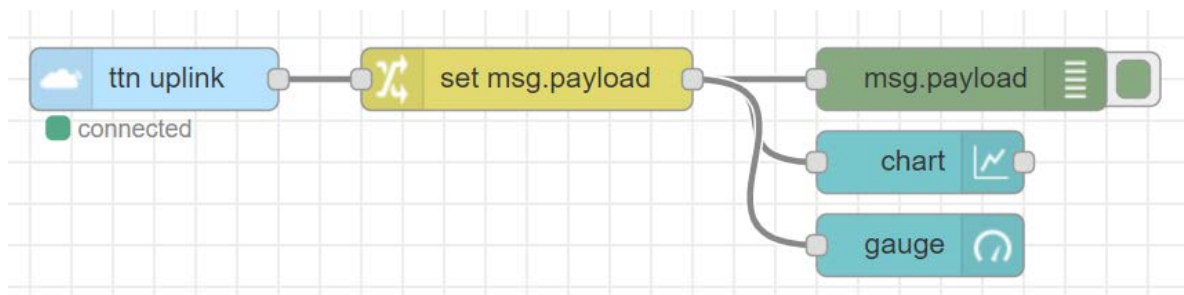 ttn uplink
set msg.payload
msg.payload
connected
chart
gauge